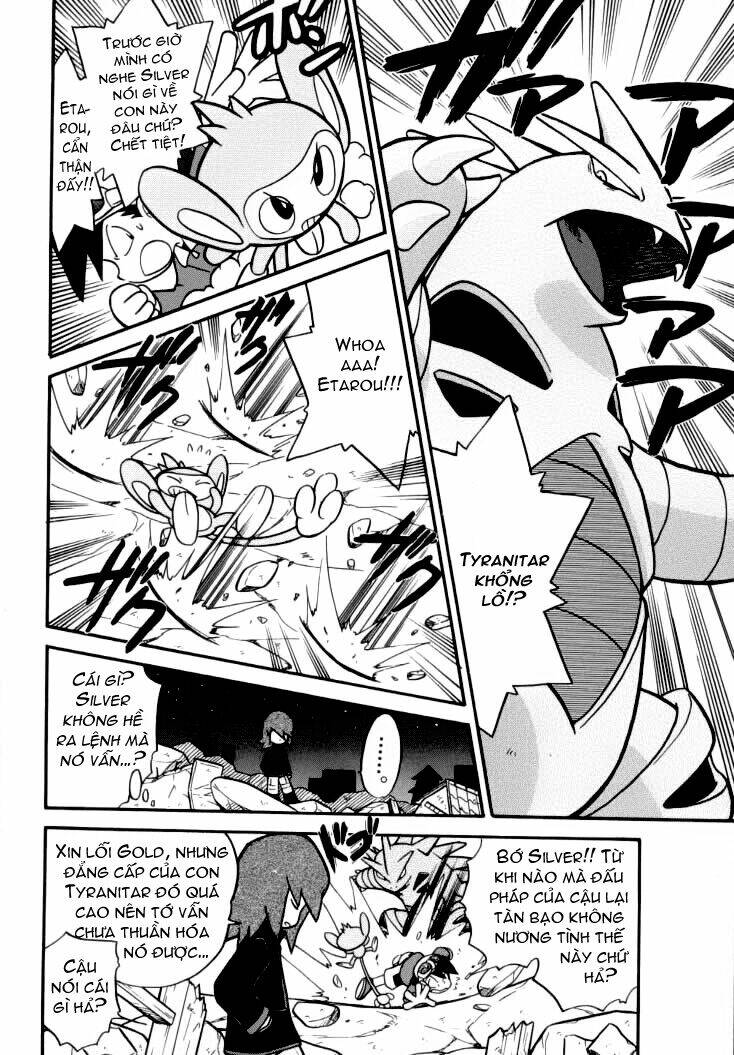 TRƯỚC GIỜ
MÌNH CÓ
NGHE SILVER
NÓI GÌ VỀ
CON NÀY
ĐÂU CHỨ?
CHẾT TIỆT!
ETA-
ROU,
CẨN
THẬN
ĐẤY!!
WHOA
AAA!
ETAROU!!!
TYRANITAR
KHỔNG
LỒ!?
CÁI GÌ?
SILVER
KHÔNG HỀ
RA LỆNH MÀ
NÓ VẪN...?
XIN LỖI GOLD, NHƯNG
ĐẲNG CẤP CỦA CON
TYRANITAR ĐÓ QUÁ
CAO NÊN TỚ VẪN
CHƯA THUẦN HÓA
NÓ ĐƯỢC...
CẬU
NÓI CÁI
GÌ HẢ?
BỚ SILVER!! TỪ
KHI NÀO MÀ ĐẤU
PHÁP CỦA CẬU LẠI
TÀN BẠO KHÔNG
NƯƠNG TÌNH THẾ
NÀY CHỨ
HẢ?